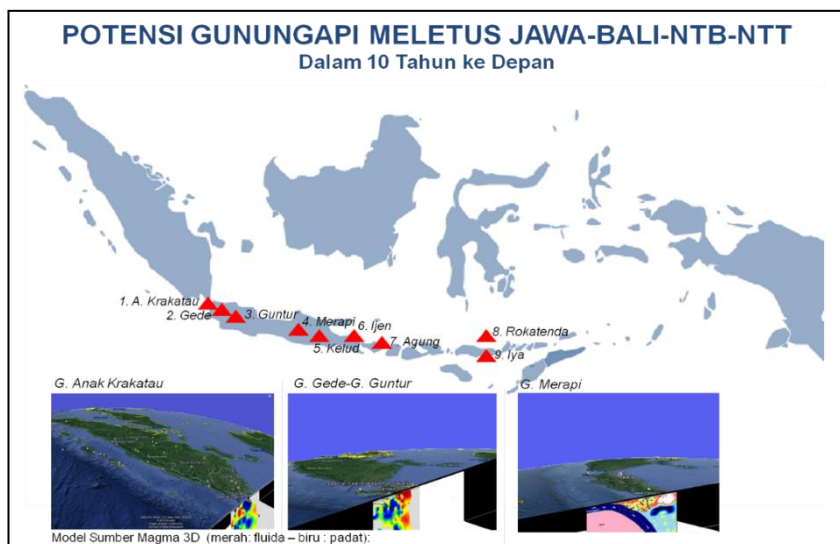 POTENSI GUNUNGAPI MELETUS JAWA-BALI-NTB-NTT
Dalam 10 Tahun ke Depan
1. A. Krakatau
2. Gede
3. Guntur
4. Merapi
5. Kelud
6. Ijen
7. Agung
8. Rokatenda
9. Iya
G. Anak Krakatau
G. Gede-G. Guntur
G. Merapi
Model Sumber Magma 3D (merah: fluida – biru : padat):